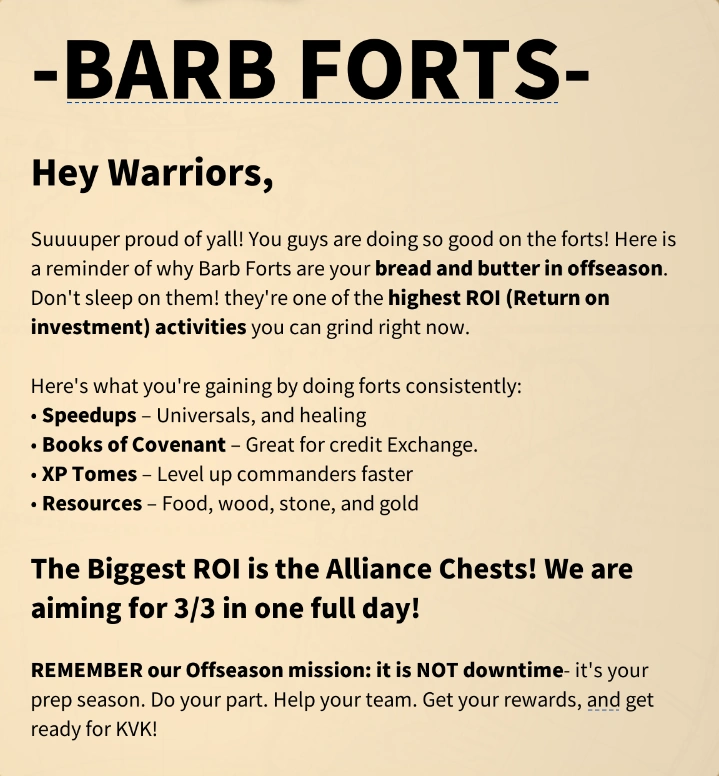 -BARB FORTS-
Hey Warriors,
Suuuuper proud of yall! You guys are doing so good on the forts! Here is
a reminder of why Barb Forts are your bread and butter in offseason.
Don't sleep on them! they're one of the highest ROI (Return on
investment) activities you can grind right now.
Here's what you're gaining by doing forts consistently:
• Speedups – Universals, and healing
• Books of Covenant – Great for credit Exchange.
• XP Tomes – Level up commanders faster
• Resources – Food, wood, stone, and gold
The Biggest ROI is the Alliance Chests! We are
aiming for 3/3 in one full day!
REMEMBER our Offseason mission: it is NOT downtime- it's your
prep season. Do your part. Help your team. Get your rewards, and get
ready for KVK!